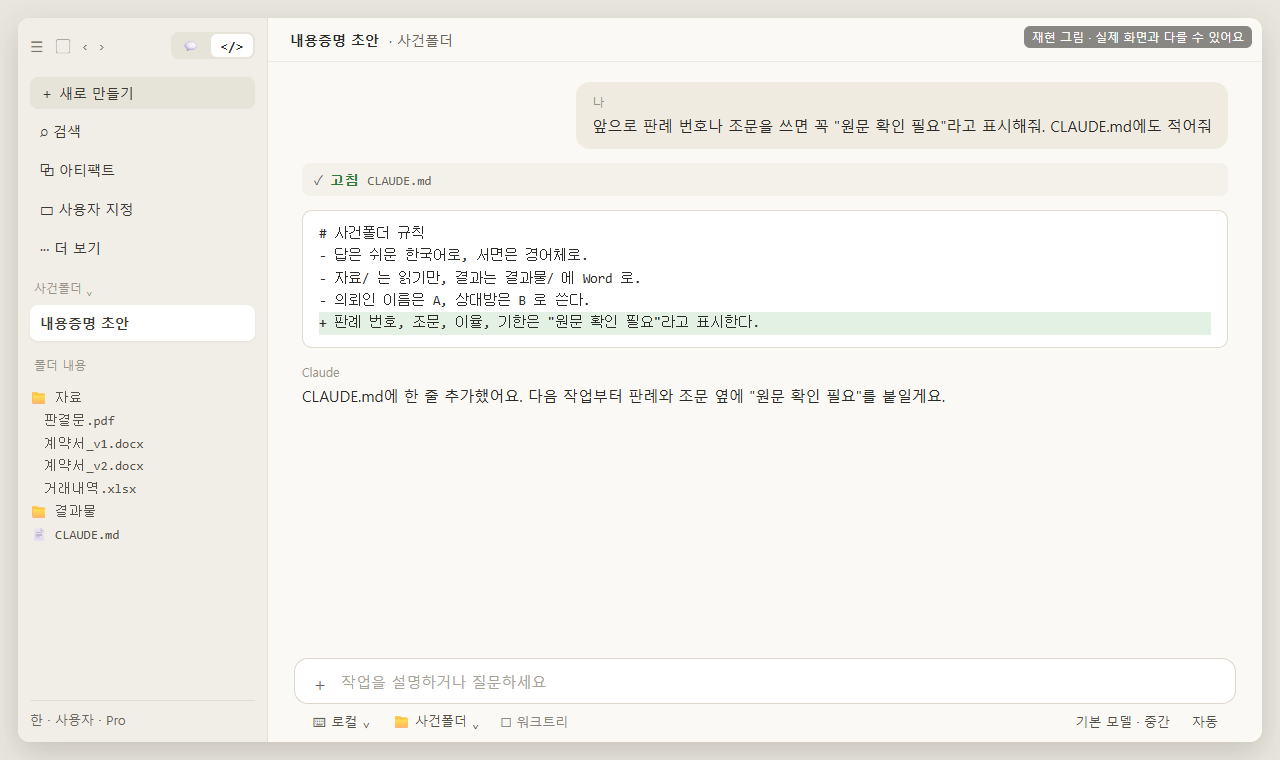 </>
+ 새로 만들기
검색
아티팩트
사용자 지정
··· 더 보기
사건폴더
내용증명 초안
폴더 내용
자료
판결문.pdf
계약서_v1.docx
계약서_v2.docx
거래내역.xlsx
결과물
CLAUDE.md
한 · 사용자 · Pro
내용증명 초안 · 사건폴더
재현 그림 · 실제 화면과 다를 수 있어요
나
앞으로 판례 번호나 조문을 쓰면 꼭 "원문 확인 필요"라고 표시해줘. CLAUDE.md에도 적어줘
✓ 고침 CLAUDE.md
# 사건폴더 규칙
- 답은 쉬운 한국어로, 서면은 경어체로.
- 자료/ 는 읽기만, 결과는 결과물/ 에 Word 로.
- 의뢰인 이름은 A, 상대방은 B 로 쓴다.
+ 판례 번호, 조문, 이율, 기한은 "원문 확인 필요"라고 표시한다.
Claude
CLAUDE.md에 한 줄 추가했어요. 다음 작업부터 판례와 조문 옆에 "원문 확인 필요"를 붙일게요.
+ 작업을 설명하거나 질문하세요
로컬 사건폴더 워크트리 기본 모델 · 중간 자동